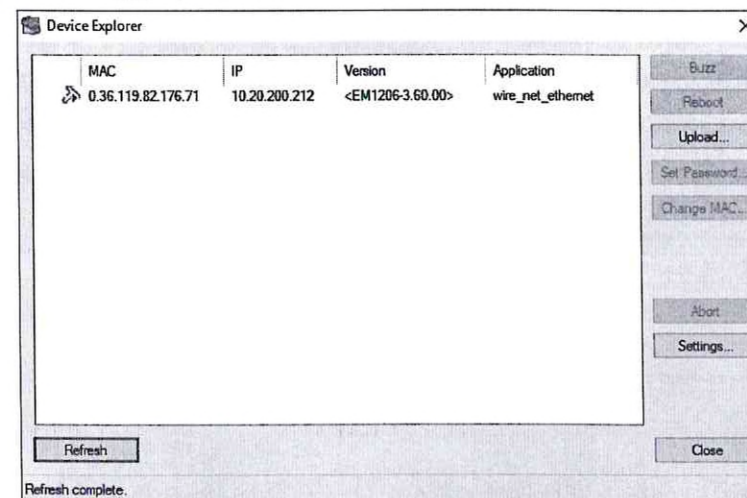 Device Explorer
MAC IP Version Application
0.36.119.82.176.71 10.20.200.212 <EM1206-3.60.00> wire_net_ethernet
Buzz
Reboot
Upload...
Set Password...
Change MAC...
Abort
Settings...
Refresh
Close
Refresh complete.